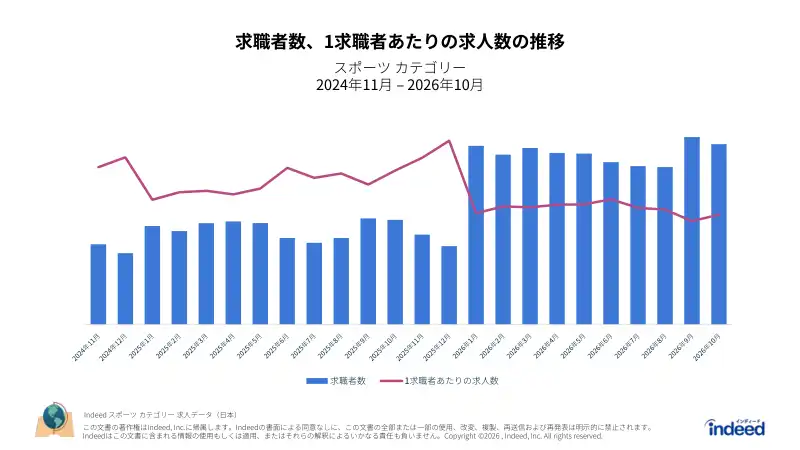 求職者数、1求職者あたりの求人数の推移
スポーツ カテゴリー
2024年11月 – 2026年10月
2024年11月
2024年12月
2025年1月
2025年2月
2025年3月
2025年4月
2025年5月
2025年6月
2025年7月
2025年8月
2025年9月
2025年10月
2025年11月
2025年12月
2026年1月
2026年2月
2026年3月
2026年4月
2026年5月
2026年6月
2026年7月
2026年8月
2026年9月
2026年10月
求職者数
1求職者あたりの求人数
Indeed スポーツ カテゴリー 求人データ（日本）
この文書の著作権はIndeed, Inc.に帰属します。Indeedの書面による同意なしに、この文書の全部または一部の使用、改変、複製、再送信および再発表は明示的に禁止されます。
Indeedはこの文書に含まれる情報の使用もしくは適用、またはそれらの解釈によるいかなる責任も負いません。Copyright ©2026 , Indeed, Inc. All rights reserved.
インディード
indeed